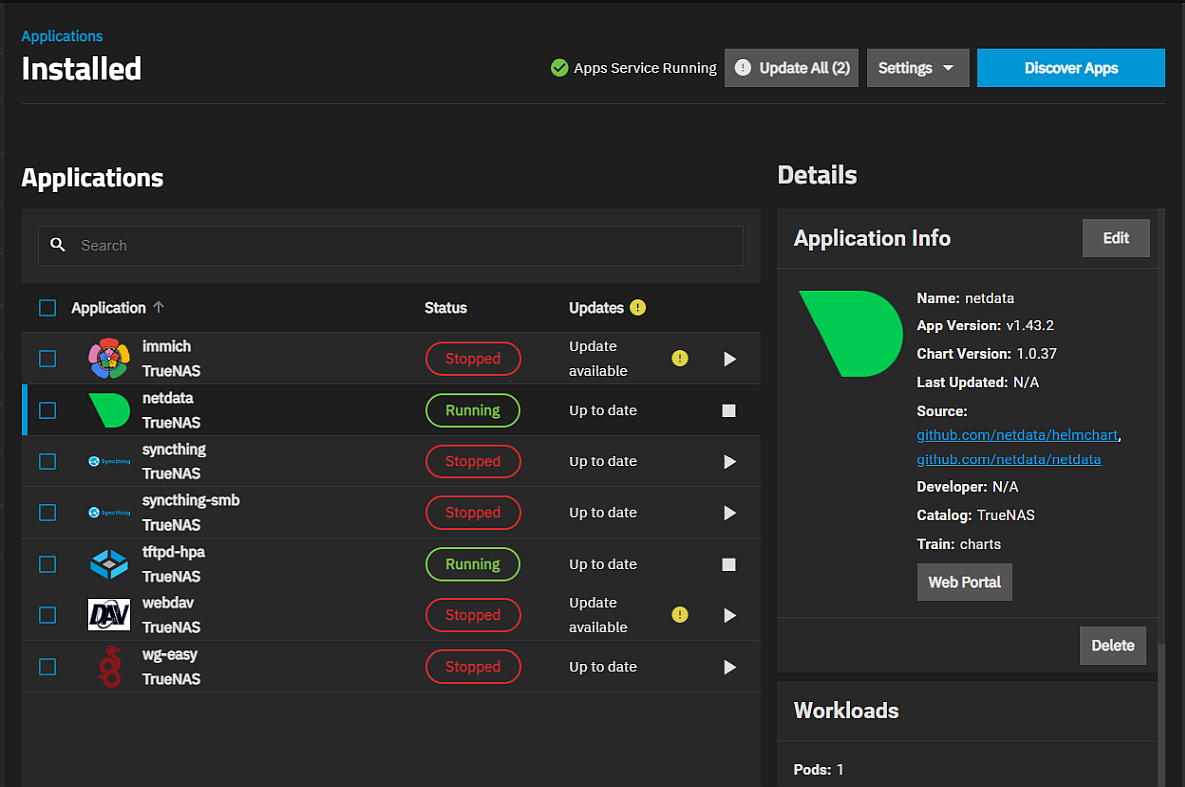 Applications
Installed
Apps Service Running
Update All (2)
Settings
Discover Apps
Applications
Search
Application Status Updates
immich
TrueNAS
Stopped
Update
available
netdata
TrueNAS
Running
Up to date
Syncthing
syncthing
TrueNAS
Stopped
Up to date
Syncthing
syncthing-smb
TrueNAS
Stopped
Up to date
tftpd-hpa
TrueNAS
Running
Up to date
DAV
webdav
TrueNAS
Stopped
Update
available
wg-easy
TrueNAS
Stopped
Up to date
Details
Application Info
Edit
Name: netdata
App Version: v1.43.2
Chart Version: 1.0.37
Last Updated: N/A
Source:
github.com/netdata/helmchart,
github.com/netdata/netdata
Developer: N/A
Catalog: TrueNAS
Train: charts
Web Portal
Delete
Workloads
Pods: 1